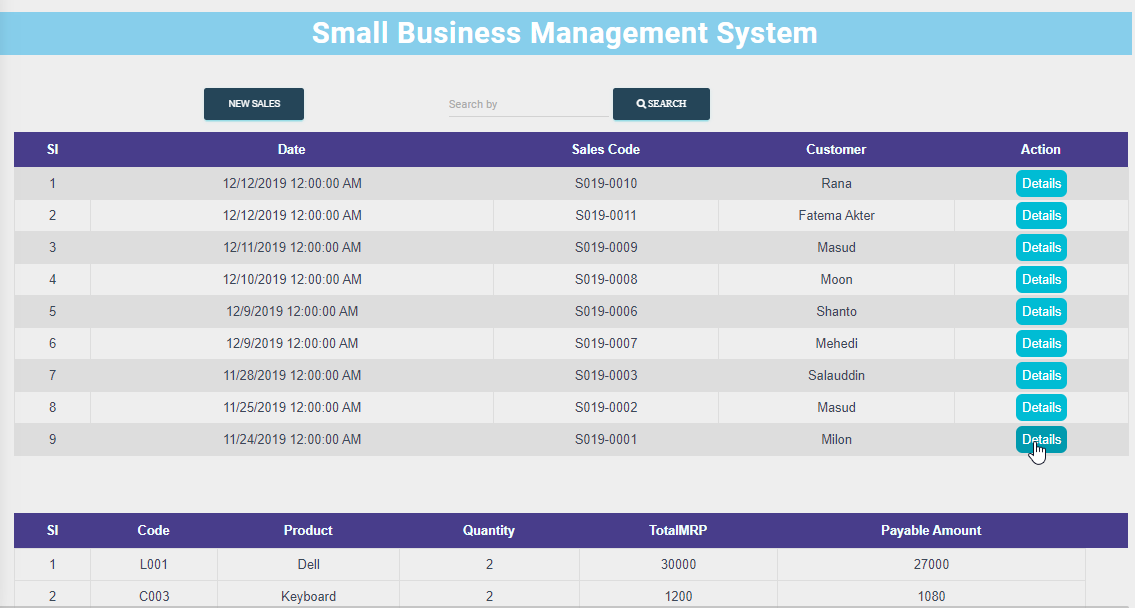 Small Business Management System
NEW SALES Search by SEARCH
Sl Date Sales Code Customer Action
1 12/12/2019 12:00:00 AM S019-0010 Rana Details
2 12/12/2019 12:00:00 AM S019-0011 Fatema Akter Details
3 12/11/2019 12:00:00 AM S019-0009 Masud Details
4 12/10/2019 12:00:00 AM S019-0008 Moon Details
5 12/9/2019 12:00:00 AM S019-0006 Shanto Details
6 12/9/2019 12:00:00 AM S019-0007 Mehedi Details
7 11/28/2019 12:00:00 AM S019-0003 Salauddin Details
8 11/25/2019 12:00:00 AM S019-0002 Masud Details
9 11/24/2019 12:00:00 AM S019-0001 Milon Details
Sl Code Product Quantity TotalMRP Payable Amount
1 L001 Dell 2 30000 27000
2 C003 Keyboard 2 1200 1080